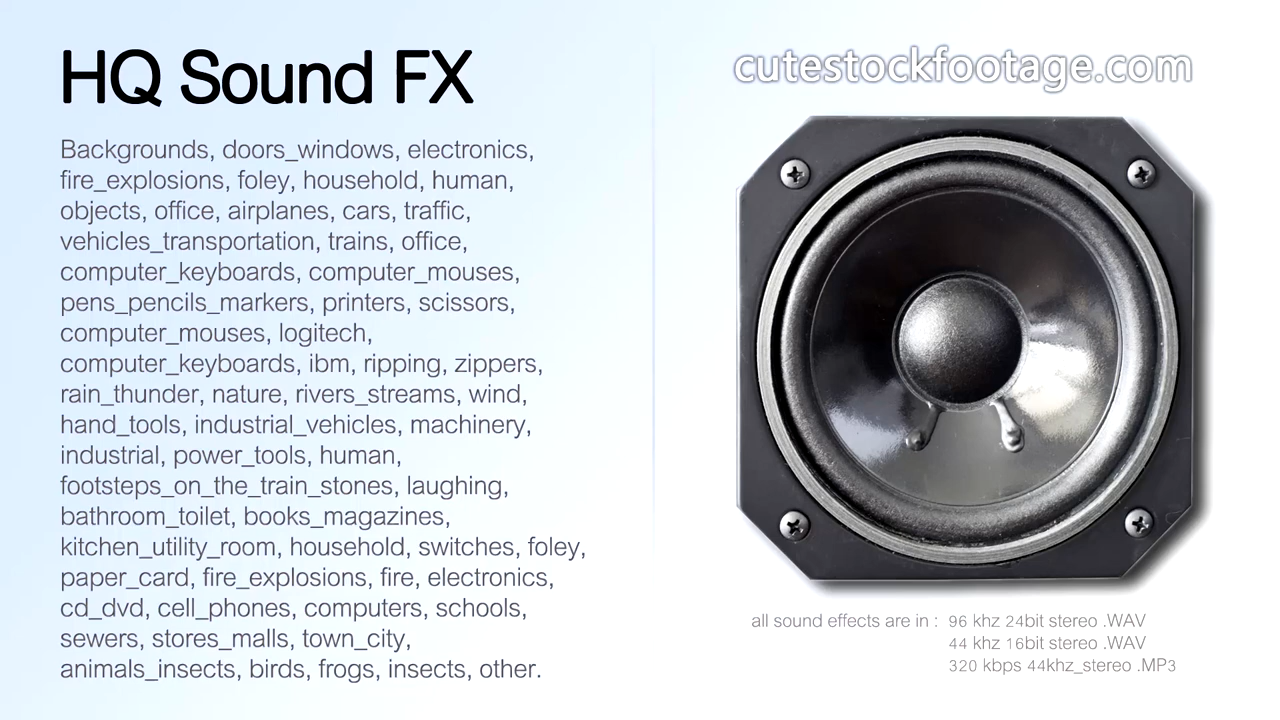 HQ Sound FX
Backgrounds, doors_windows, electronics,
fire_explosions, foley, household, human,
objects, office, airplanes, cars, traffic,
vehicles_transportation, trains, office,
computer_keyboards, computer_mouses,
pens_pencils_markers, printers, scissors,
computer_mouses, logitech,
computer_keyboards, ibm, ripping, zippers,
rain_thunder, nature, rivers_streams, wind,
hand_tools, industrial_vehicles, machinery,
industrial, power_tools, human,
footsteps_on_the_train_stones, laughing,
bathroom_toilet, books_magazines,
kitchen_utility_room, household, switches, foley,
paper_card, fire_explosions, fire, electronics,
cd_dvd, cell_phones, computers, schools,
sewers, stores_malls, town_city,
animals_insects, birds, frogs, insects, other.
cutestockfootage.com
all sound effects are in : 96 khz 24bit stereo .WAV
44 khz 16bit stereo .WAV
320 kbps 44khz_stereo .MP3